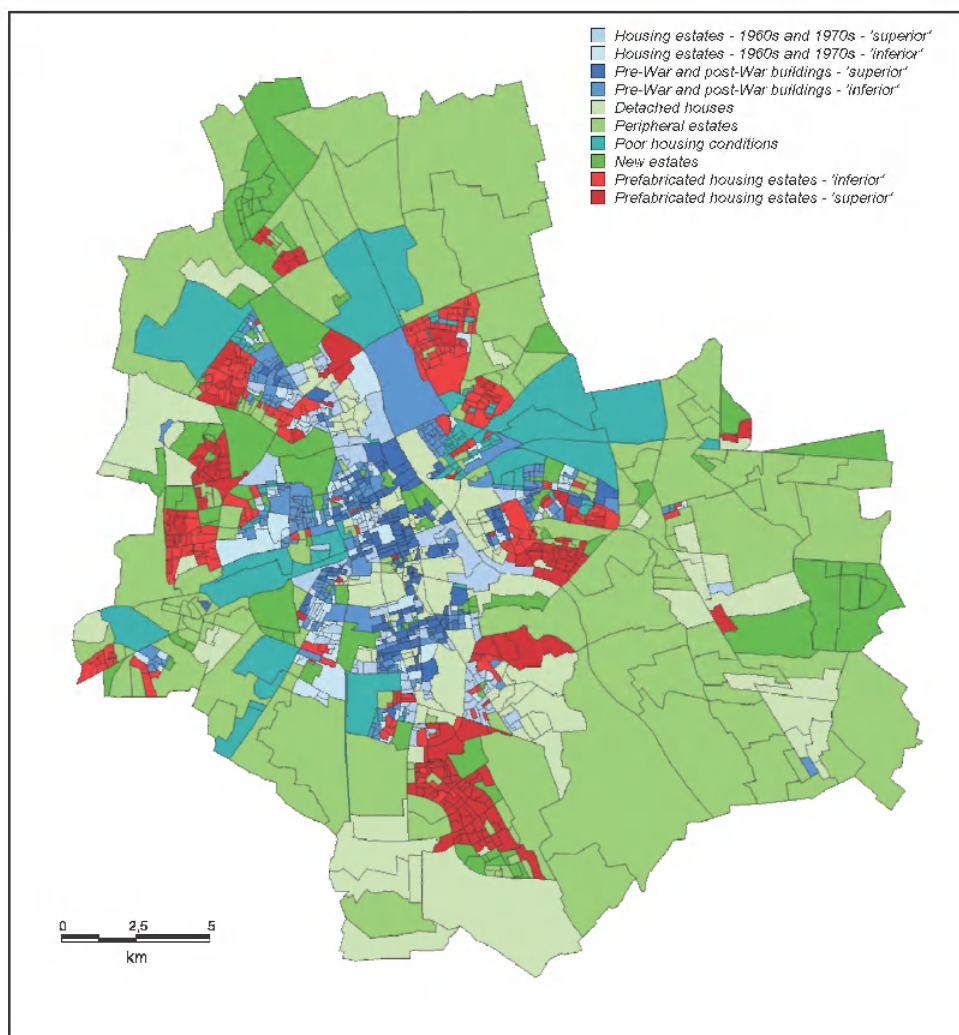 Housing estates - 1960s and 1970s - 'superior'
Housing estates - 1960s and 1970s - 'inferior'
Pre-War and post-War buildings - 'superior'
Pre-War and post-War buildings - 'inferior'
Detached houses
Peripheral estates
Poor housing conditions
New estates
Prefabricated housing estates - 'inferior'
Prefabricated housing estates - 'superior'
0 2,5 5
km